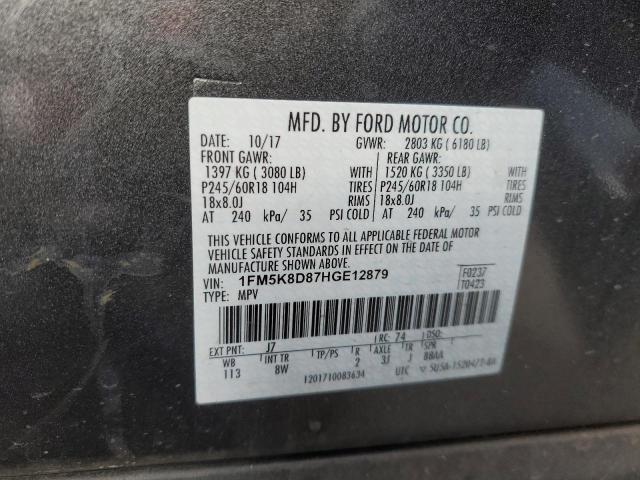 MFD. BY FORD MOTOR CO.
DATE: 10/17 GVWR: 2803 KG ( 6180 LB)
FRONT GAWR: REAR GAWR:
1397 KG ( 3080 LB) WITH 1520 KG ( 3350 LB) WITH
P245/60R18 104H TIRES P245/60R18 104H TIRES
18x8.0J RIMS 18x8.0J RIMS
AT 240 kPa/ 35 PSI COLD AT 240 kPa/ 35 PSI COLD
THIS VEHICLE CONFORMS TO ALL APPLICABLE FEDERAL MOTOR
VEHICLE SAFETY STANDARDS IN EFFECT ON THE DATE OF
MANUFACTURE SHOWN ABOVE.
VIN: 1FM5K8D87HGE12879 F0237
TYPE: MPV T0423
EXT PNT: J7 RC: 74 DSO:
WB INT TR TP/PS R AXLE TR SPR
113 8W 2 3J J BBAA
1201710083634 UTC